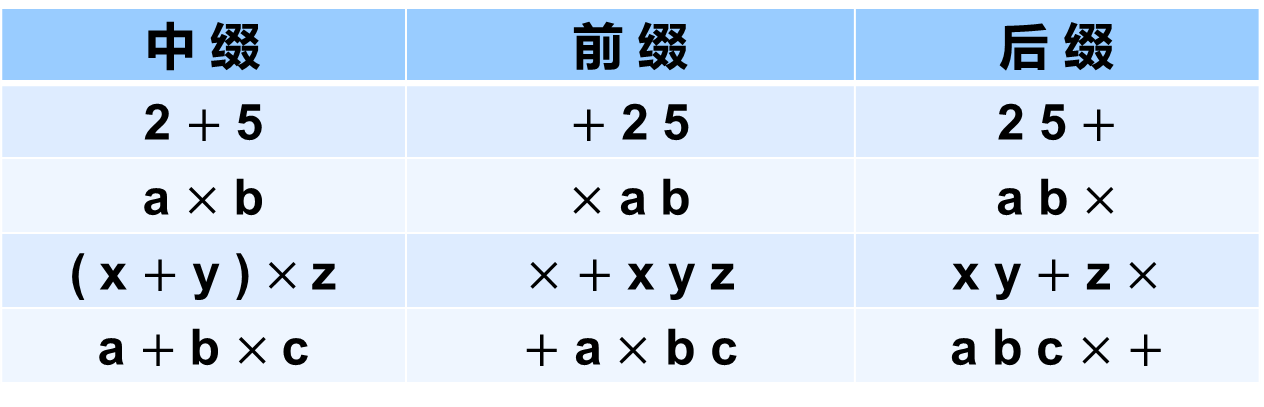 中缀 前缀 后缀
2 + 5 + 2 5 2 5 +
a × b × a b a b ×
( x + y ) × z × + x y z x y + z ×
a + b × c + a × b c a b c × +